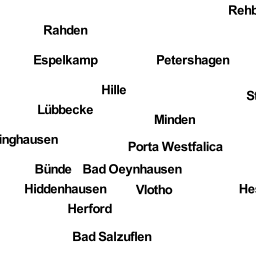 Rehb
Rahden
Espelkamp
Petershagen
Hille
St
Lübbecke
Minden
inghausen
Porta Westfalica
Bünde
Bad Oeynhausen
Hiddenhausen
Vlotho
Hes
Herford
Bad Salzuflen